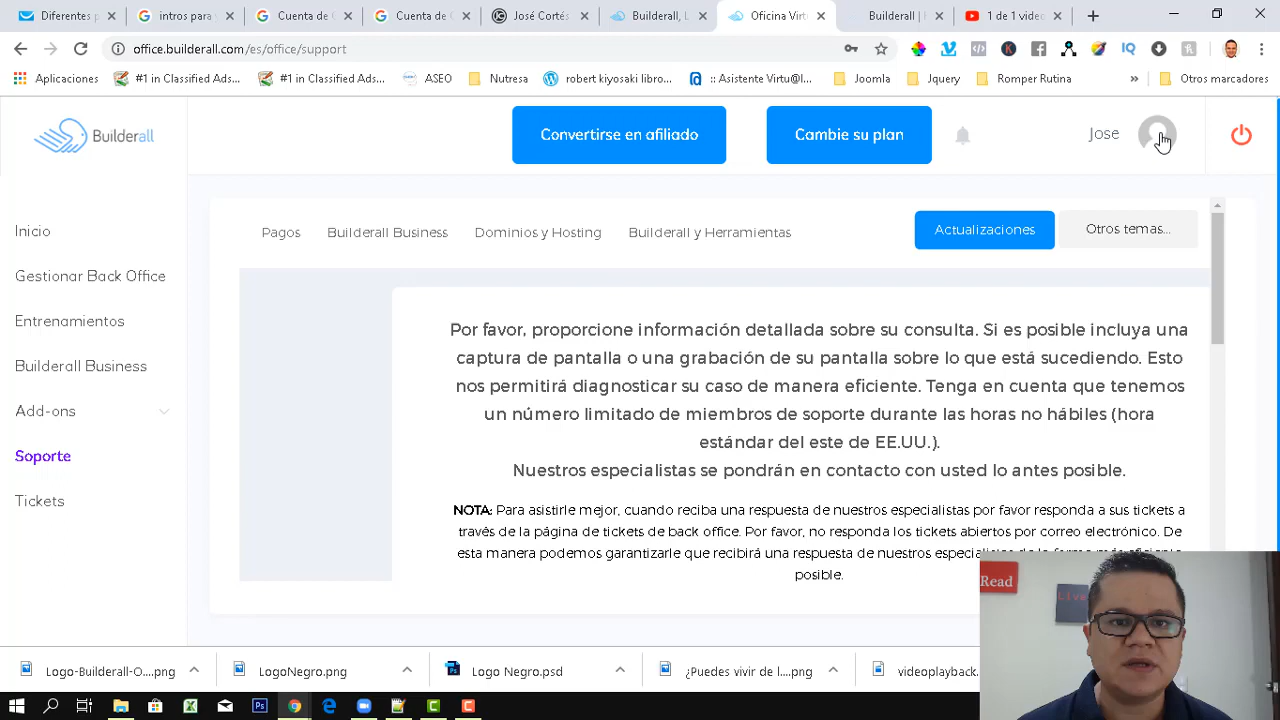 Diferentes
intros para
Cuenta de
Cuenta de
José Cortés
Builderall, L
Oficina Virt
Builderall |
1 de 1 video
office.builderall.com/es/office/support
Aplicaciones
#1 in Classified Ads...
#1 in Classified Ads...
ASEO
Nutresa
robert kiyosaki libro...
:: Asistente Virtu@l...
Joomla
Jquery
Romper Rutina
»
Otros marcadores
Builderall
Convertirse en afiliado
Cambie su plan
Jose
Inicio
Gestionar Back Office
Entrenamientos
Builderall Business
Add-ons
Soporte
Tickets
Pagos
Builderall Business
Dominios y Hosting
Builderall y Herramientas
Actualizaciones
Otros temas...
Por favor, proporcione información detallada sobre su consulta. Si es posible incluya una
captura de pantalla o una grabación de su pantalla sobre lo que está sucediendo. Esto
nos permitirá diagnosticar su caso de manera eficiente. Tenga en cuenta que tenemos
un número limitado de miembros de soporte durante las horas no hábiles (hora
estándar del este de EE.UU.).
Nuestros especialistas se pondrán en contacto con usted lo antes posible.
NOTA: Para asistirle mejor, cuando reciba una respuesta de nuestros especialistas por favor responda a sus tickets a
través de la página de tickets de back office. Por favor, no responda los tickets abiertos por correo electrónico. De
esta manera podemos garantizarle que recibirá una respuesta de nuestros
posible.
Read
Live
Logo-Builderall-O....png
LogoNegro.png
Logo Negro.psd
¿Puedes vivir de l....png
videoplayback.